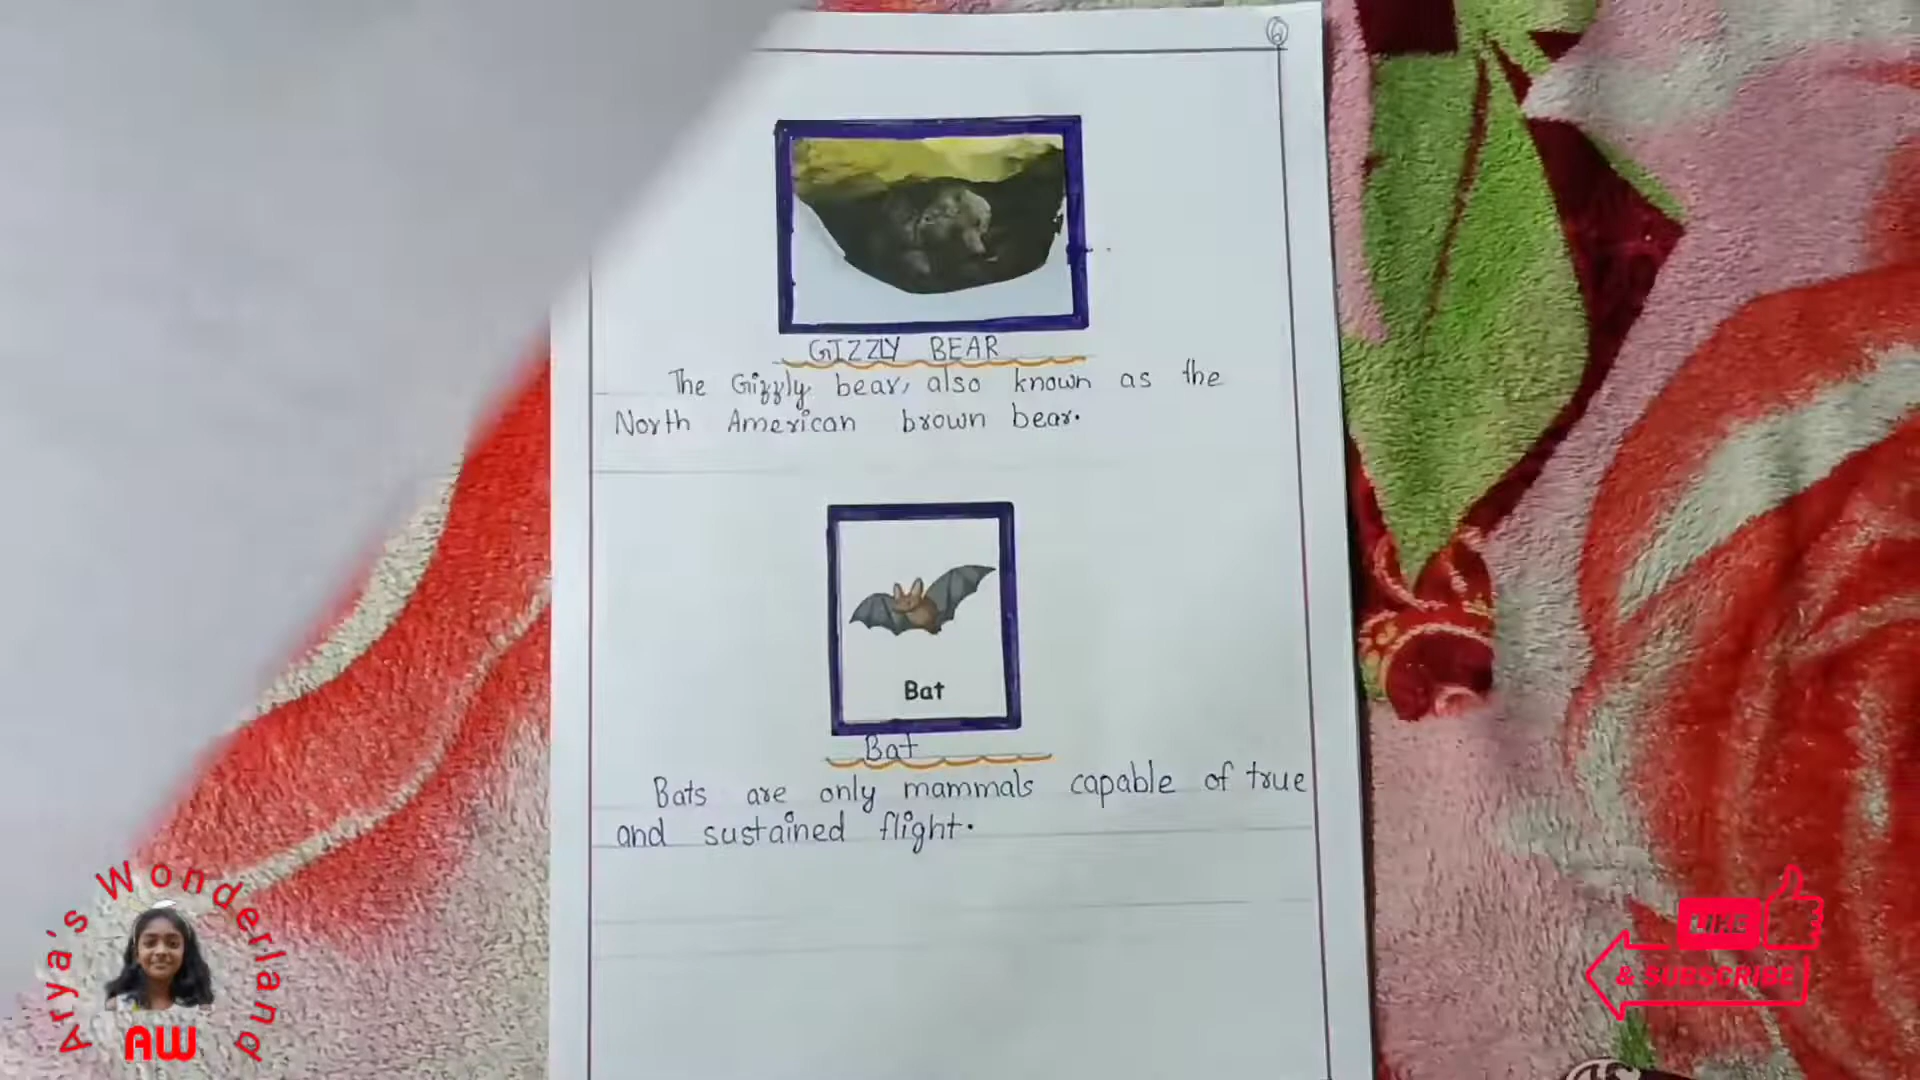 6
GIZZLY BEAR
The Gizzly bear, also known as the
North American brown bear.
Bat
Bat
Bats are only mammals capable of true
and sustained flight.
Arya's Wonderland
AW
LIKE
& SUBSCRIBE